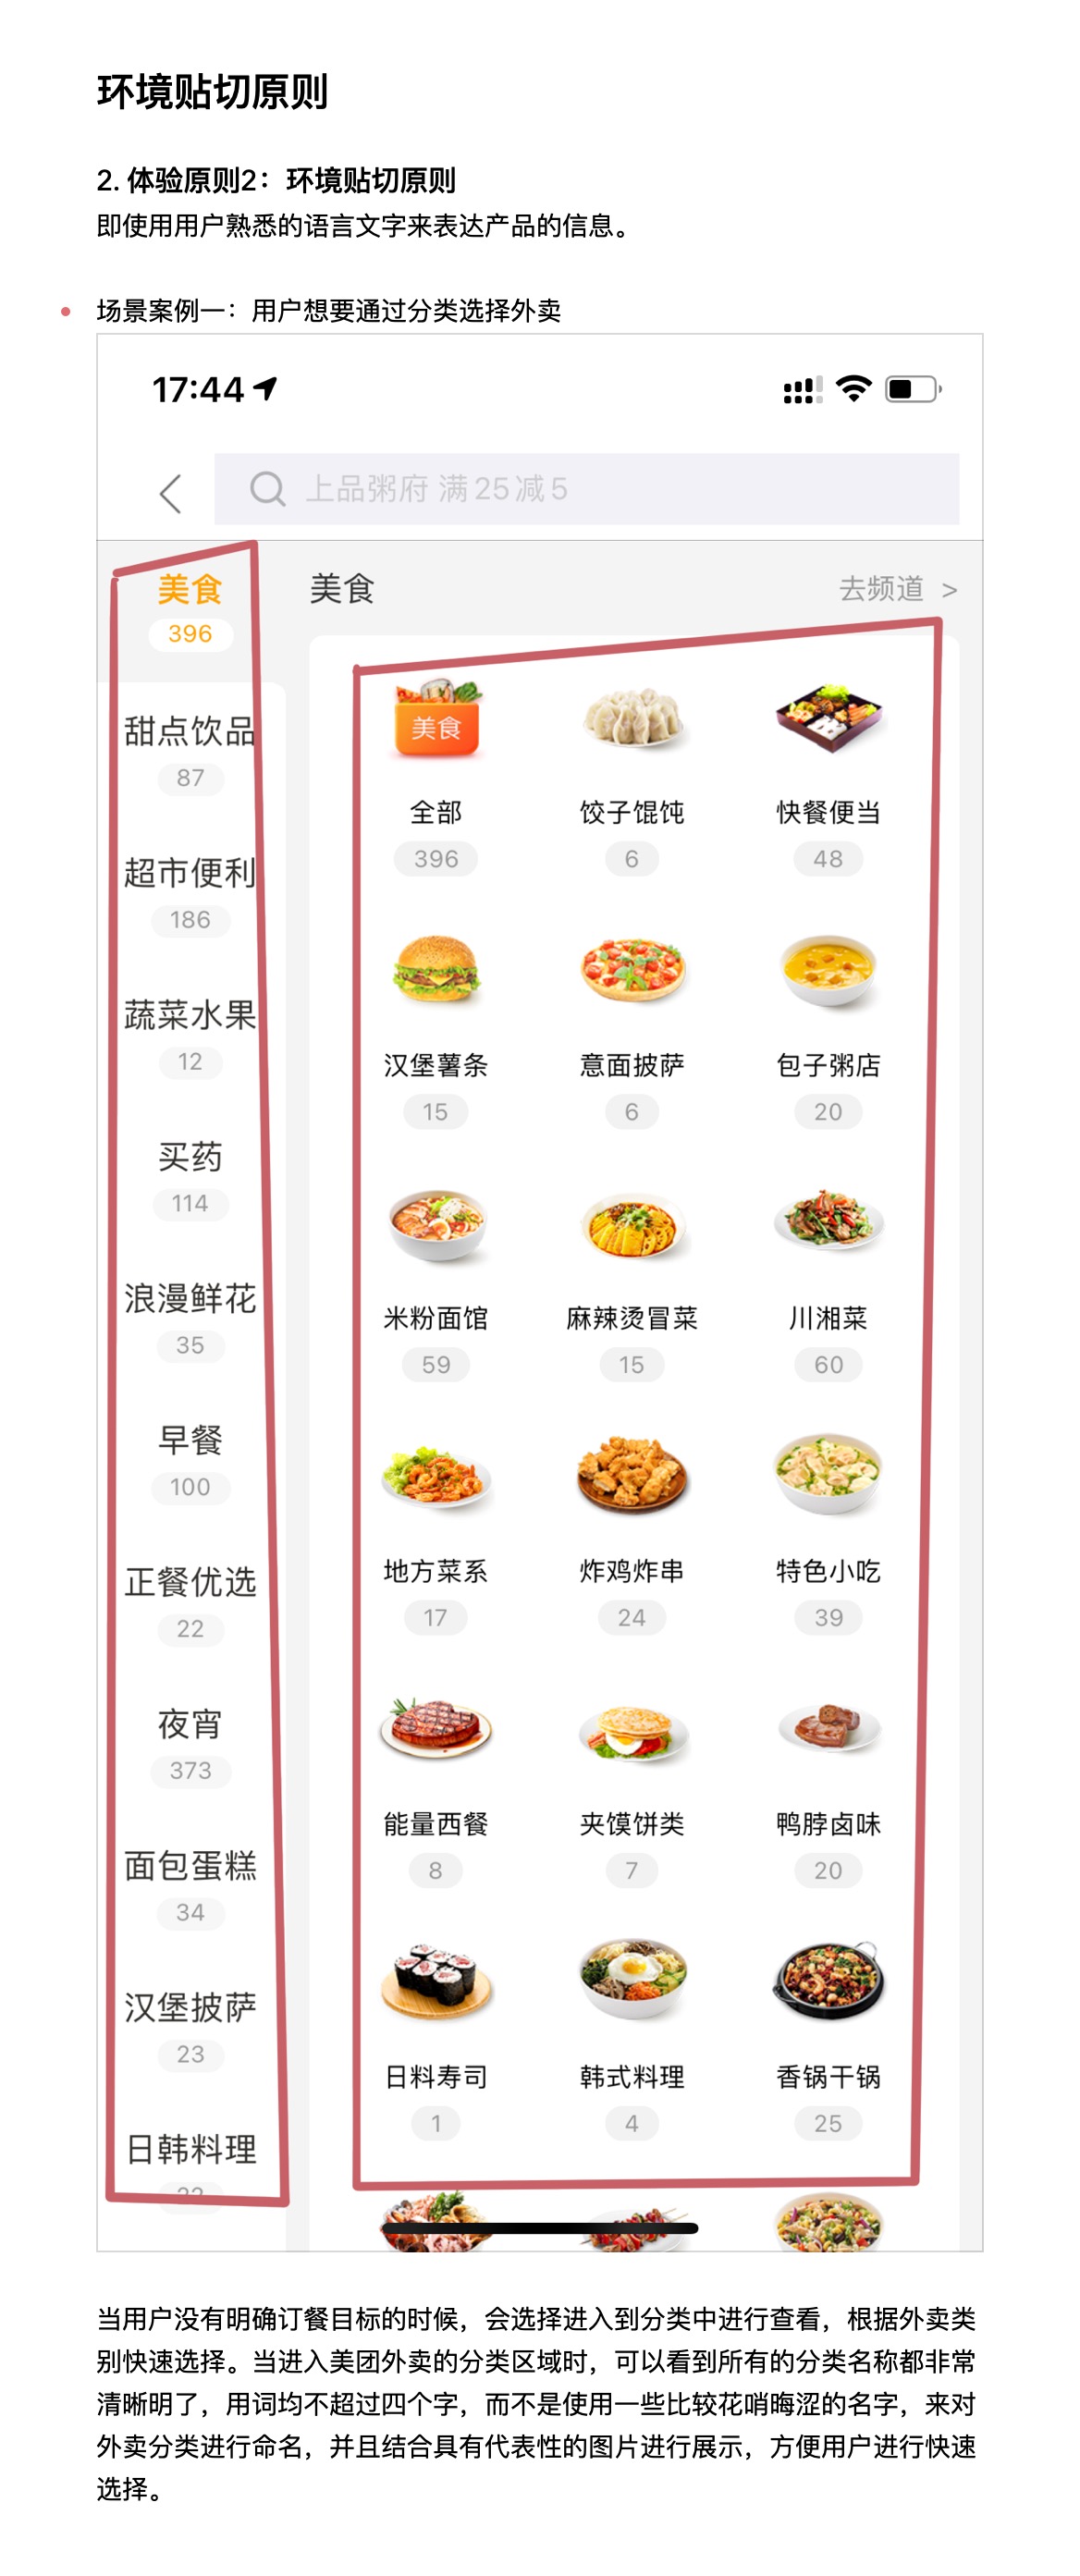 环境贴切原则
2. 体验原则2：环境贴切原则
即使用用户熟悉的语言文字来表达产品的信息。
场景案例一：用户想要通过分类选择外卖
17:44
上品粥府 满25减5
美食
396
甜点饮品
87
超市便利
186
蔬菜水果
12
买药
114
浪漫鲜花
35
早餐
100
正餐优选
22
夜宵
373
面包蛋糕
34
汉堡披萨
23
日韩料理
美食 去频道 >
美食
全部 饺子馄饨 快餐便当
396 6 48
汉堡薯条 意面披萨 包子粥店
15 6 20
米粉面馆 麻辣烫冒菜 川湘菜
59 15 60
地方菜系 炸鸡炸串 特色小吃
17 24 39
能量西餐 夹馍饼类 鸭脖卤味
8 7 20
日料寿司 韩式料理 香锅干锅
1 4 25
当用户没有明确订餐目标的时候，会选择进入到分类中进行查看，根据外卖类
别快速选择。当进入美团外卖的分类区域时，可以看到所有的分类名称都非常
清晰明了，用词均不超过四个字，而不是使用一些比较花哨晦涩的名字，来对
外卖分类进行命名，并且结合具有代表性的图片进行展示，方便用户进行快速
选择。